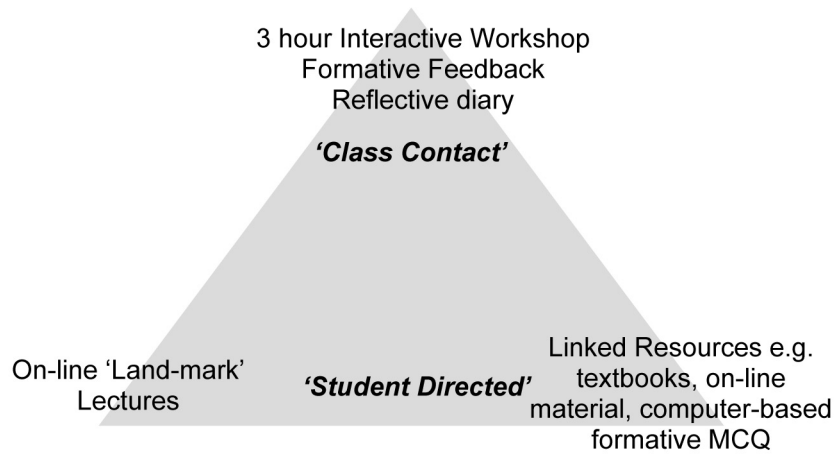 3 hour Interactive Workshop
Formative Feedback
Reflective diary
‘Class Contact’
On-line ‘Land-mark’
Lectures
‘Student Directed’
Linked Resources e.g.
textbooks, on-line
material, computer-based
formative MCQ